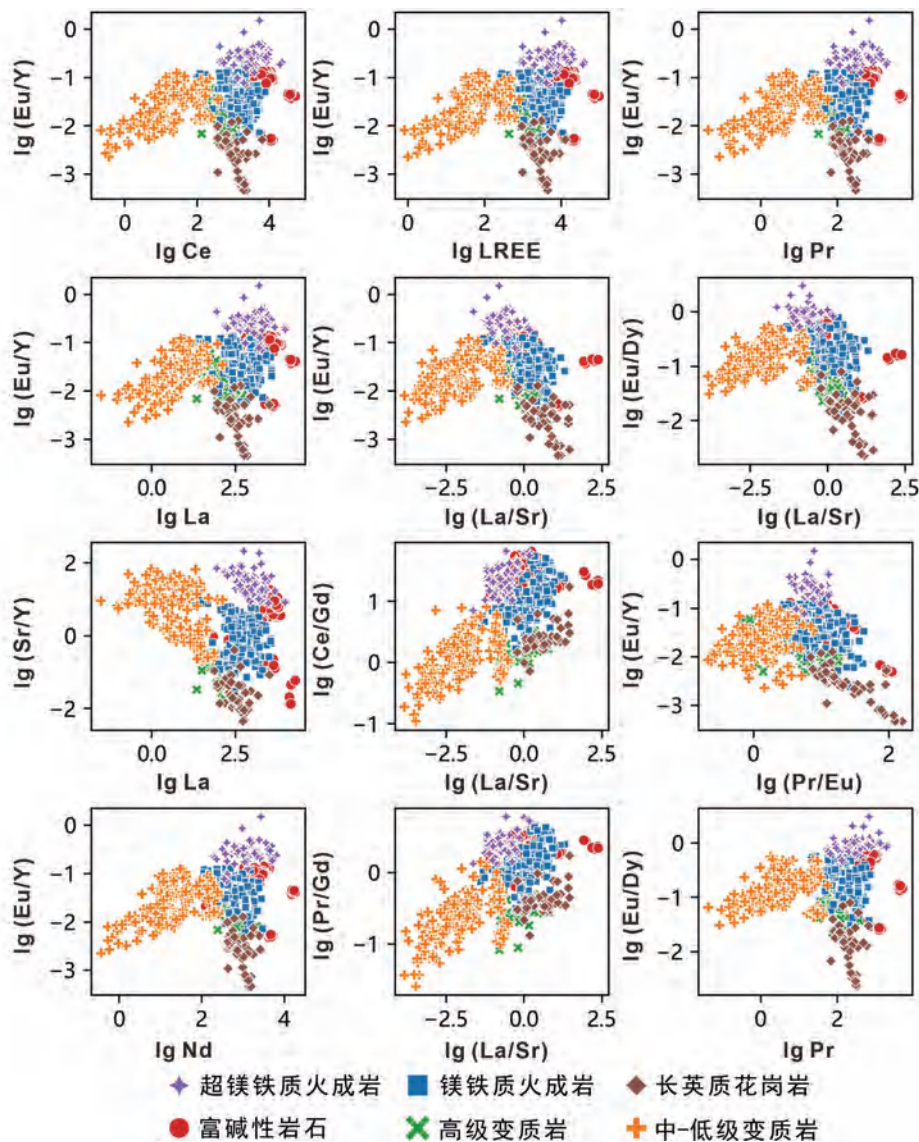 0
−1
−2
−3
lg (Eu/Y)
0 2 4
lg Ce
0
−1
−2
−3
lg (Eu/Y)
0 2 4
lg LREE
0
−1
−2
−3
lg (Eu/Y)
0 2
lg Pr
0
−1
−2
−3
lg (Eu/Y)
0.0 2.5
lg La
0
−1
−2
−3
lg (Eu/Y)
−2.5 0.0 2.5
lg (La/Sr)
0
−1
−2
lg (Eu/Dy)
−2.5 0.0 2.5
lg (La/Sr)
2
0
−2
lg (Sr/Y)
0.0 2.5
lg La
1
0
−1
lg (Ce/Gd)
−2.5 0.0 2.5
lg (La/Sr)
0
−1
−2
−3
lg (Eu/Y)
0 2
lg (Pr/Eu)
0
−1
−2
−3
lg (Eu/Y)
0 2 4
lg Nd
0
−1
lg (Pr/Gd)
−2.5 0.0 2.5
lg (La/Sr)
0
−1
−2
lg (Eu/Dy)
0 2
lg Pr
超镁铁质火成岩 镁铁质火成岩 长英质花岗岩
富碱性岩石 高级变质岩 中-低级变质岩